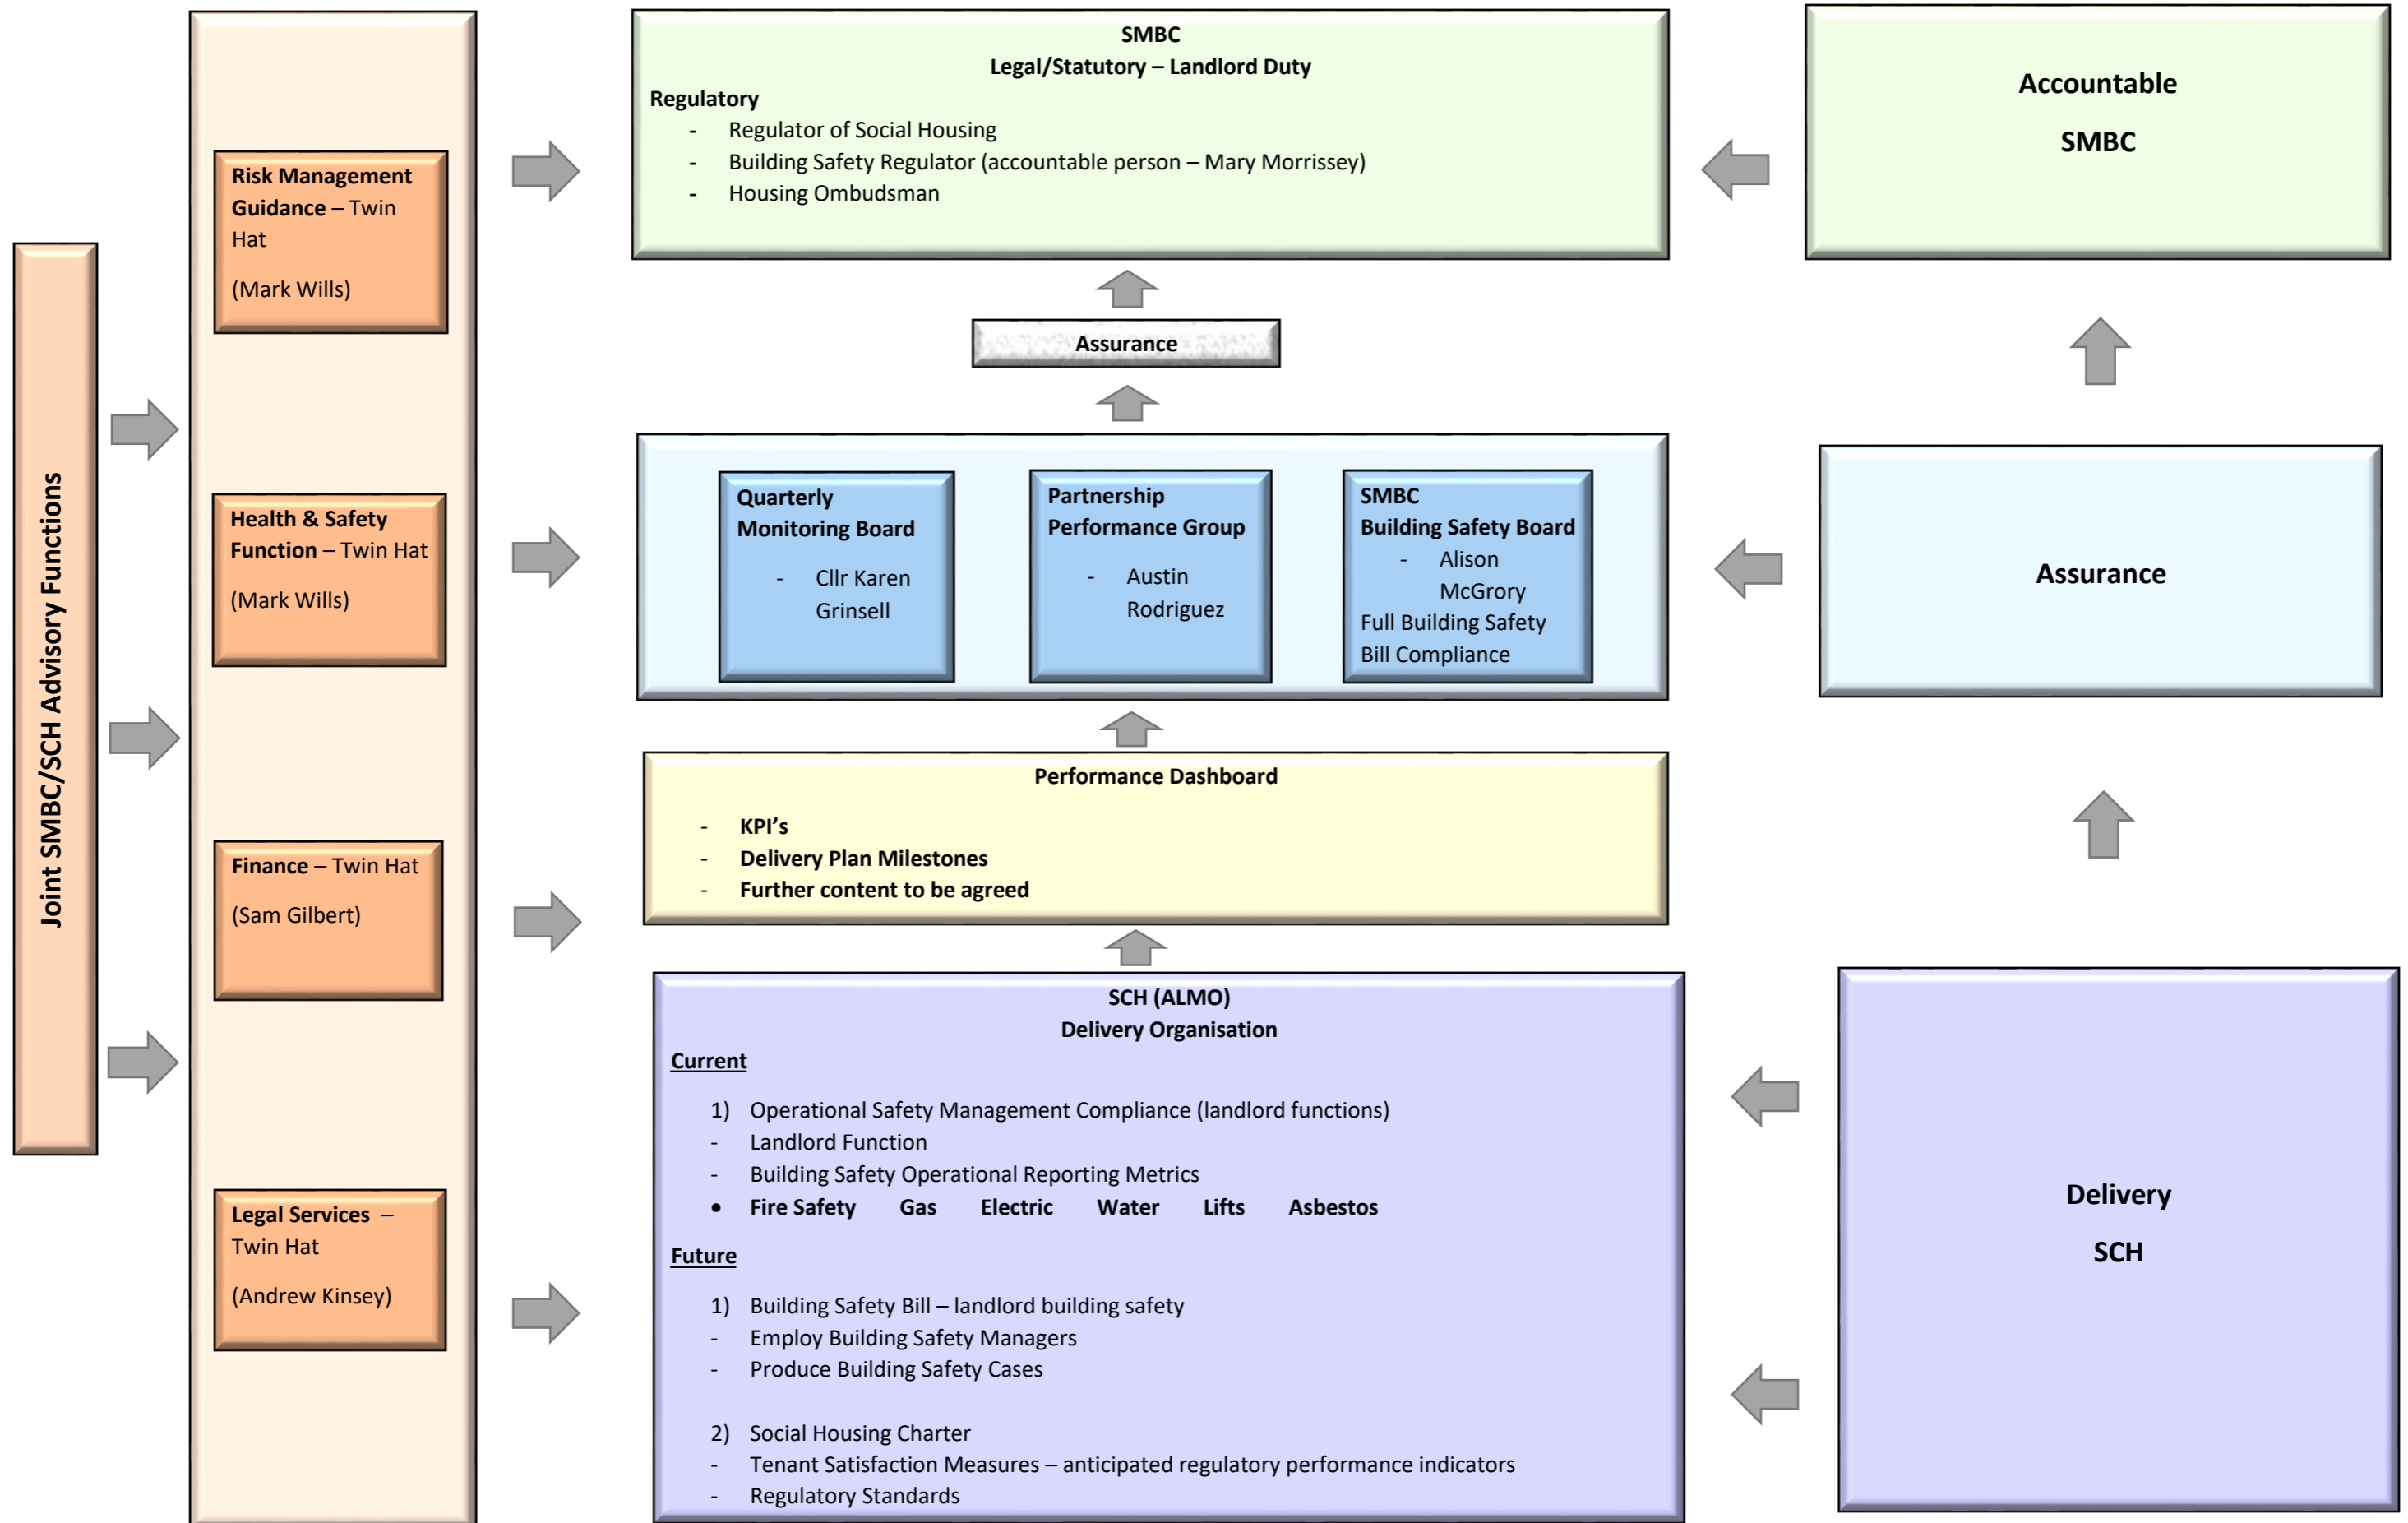 Joint SMBC/SCH Advisory Functions
Risk Management
Guidance – Twin
Hat
(Mark Wills)
Health & Safety
Function – Twin Hat
(Mark Wills)
Finance – Twin Hat
(Sam Gilbert)
Legal Services –
Twin Hat
(Andrew Kinsey)
SMBC
Legal/Statutory – Landlord Duty
Regulatory
- Regulator of Social Housing
- Building Safety Regulator (accountable person – Mary Morrissey)
- Housing Ombudsman
Assurance
Quarterly
Monitoring Board
- Cllr Karen
Grinsell
Partnership
Performance Group
- Austin
Rodriguez
SMBC
Building Safety Board
- Alison
McGrory
Full Building Safety
Bill Compliance
Performance Dashboard
- KPI's
- Delivery Plan Milestones
- Further content to be agreed
SCH (ALMO)
Delivery Organisation
Current
1) Operational Safety Management Compliance (landlord functions)
- Landlord Function
- Building Safety Operational Reporting Metrics
• Fire Safety Gas Electric Water Lifts Asbestos
Future
1) Building Safety Bill – landlord building safety
- Employ Building Safety Managers
- Produce Building Safety Cases
2) Social Housing Charter
- Tenant Satisfaction Measures – anticipated regulatory performance indicators
- Regulatory Standards
Accountable
SMBC
Assurance
Delivery
SCH